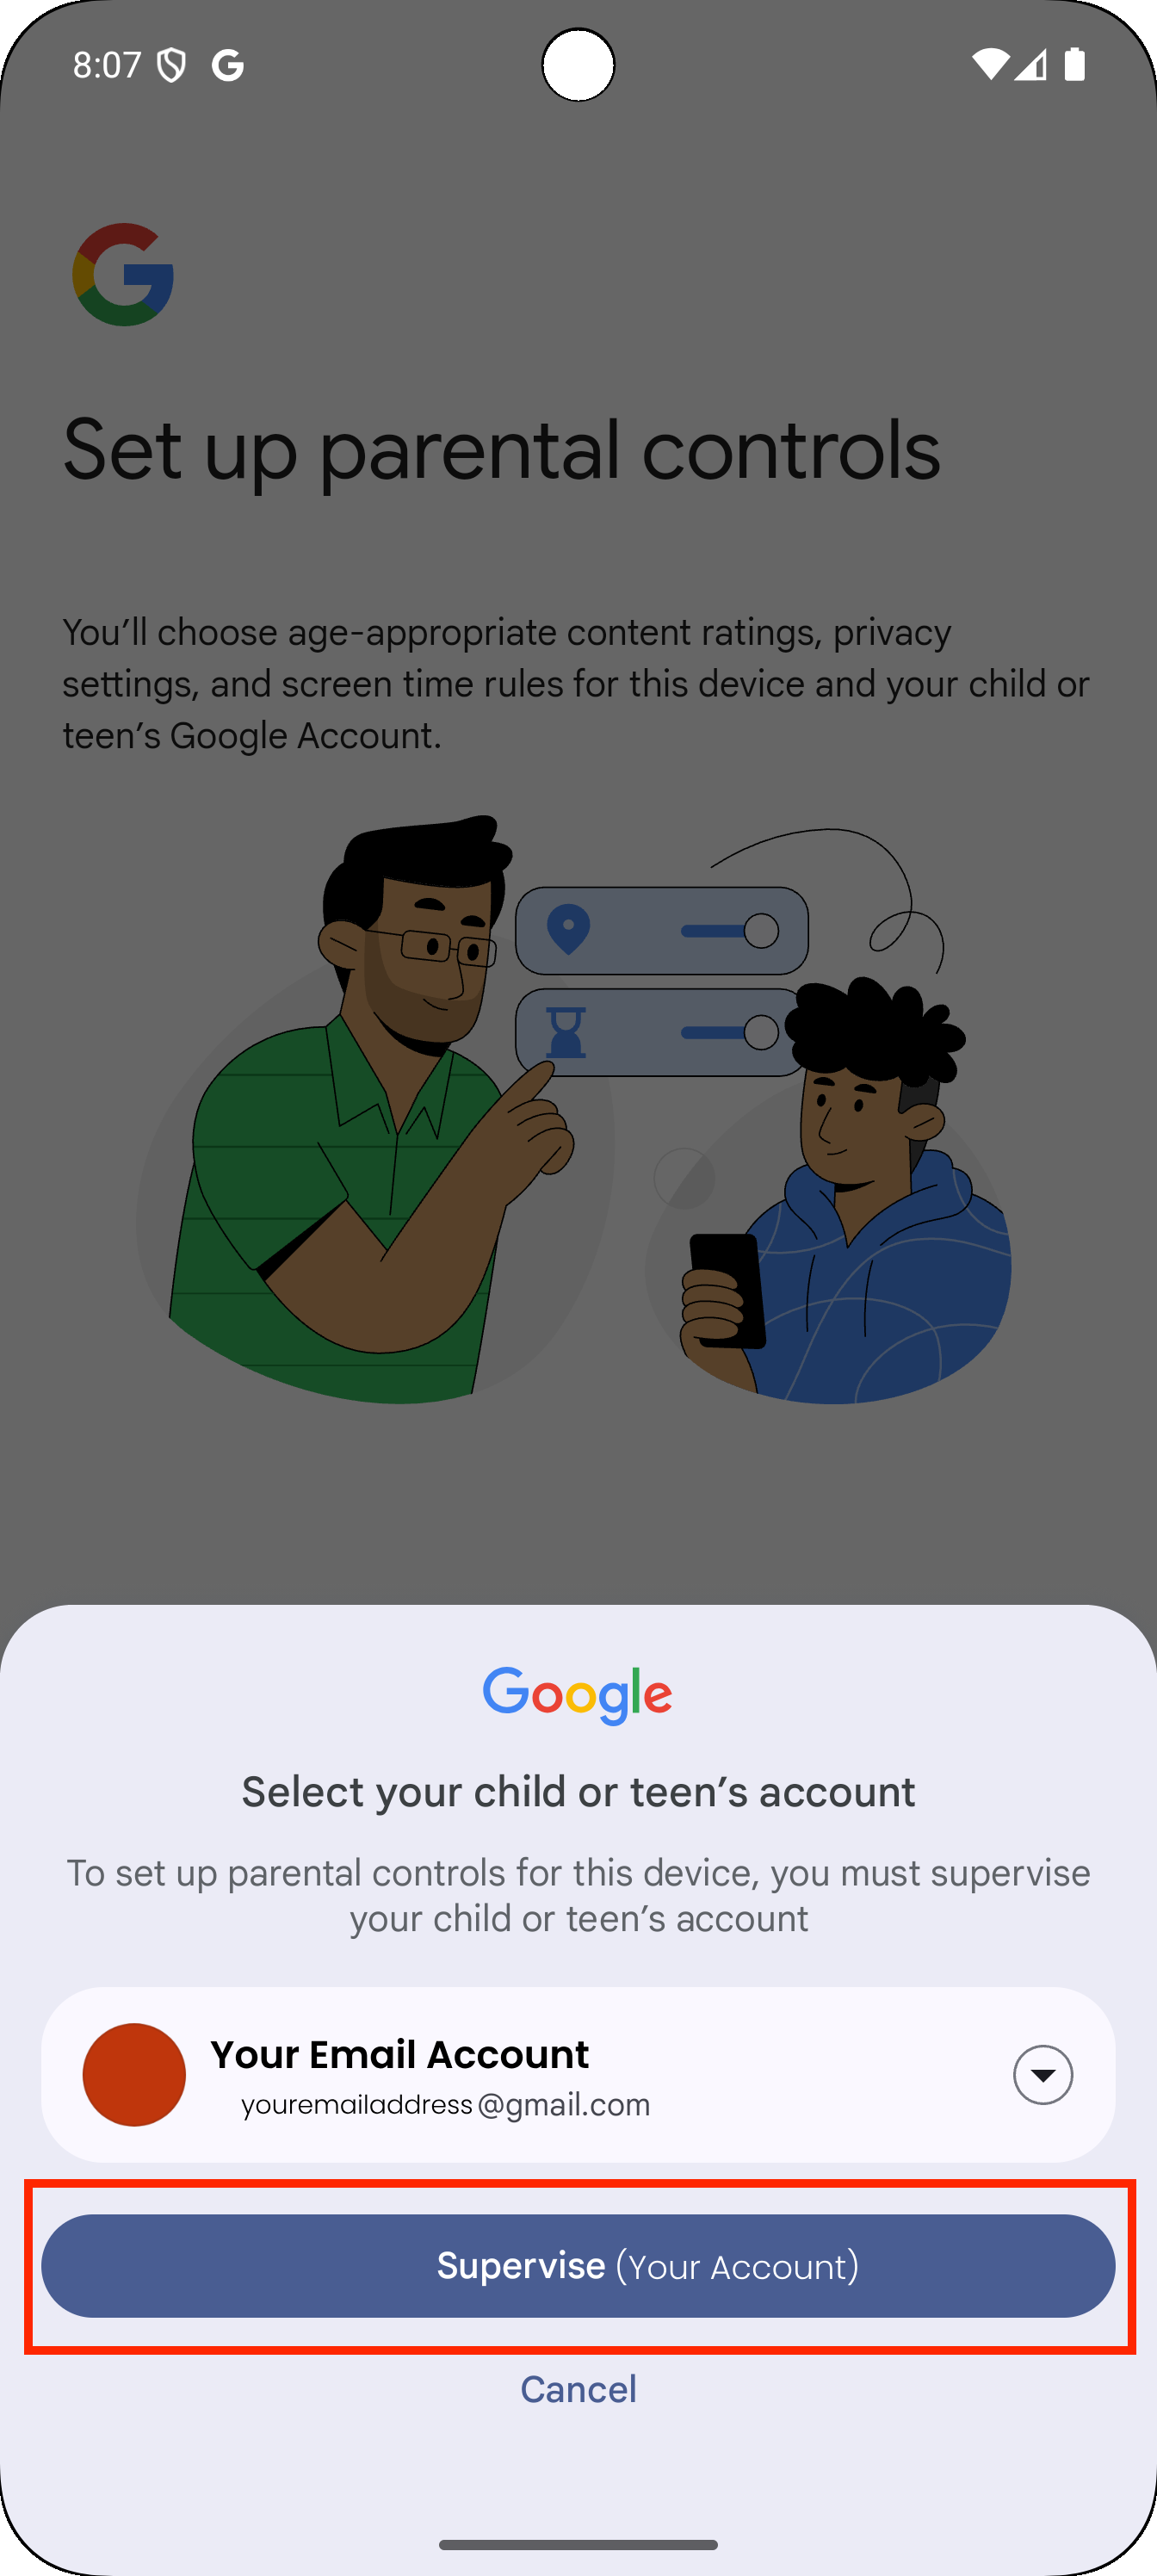 8:07
Set up parental controls
You’ll choose age-appropriate content ratings, privacy
settings, and screen time rules for this device and your child or
teen’s Google Account.
Google
Select your child or teen’s account
To set up parental controls for this device, you must supervise
your child or teen’s account
Your Email Account
youremailaddress@gmail.com
Supervise (Your Account)
Cancel